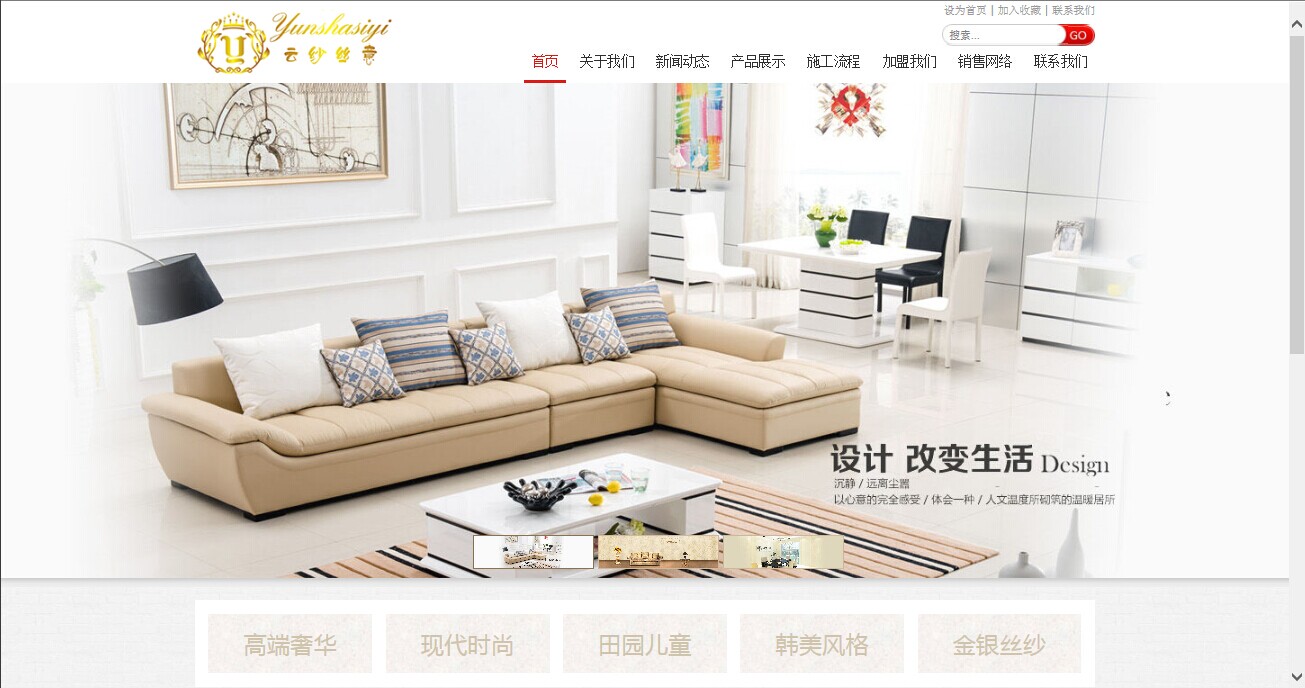 设为首页 | 加入收藏 | 联系我们
Yunshasiyi
云纱丝意
搜索...
GO
首页 关于我们 新闻动态 产品展示 施工流程 加盟我们 销售网络 联系我们
设计 改变生活 Design
沉静 / 远离尘嚣
以心意的完全感受 / 体会一种 / 人文温度所砌筑的温暖居所
高端奢华 现代时尚 田园儿童 韩美风格 金银丝纱